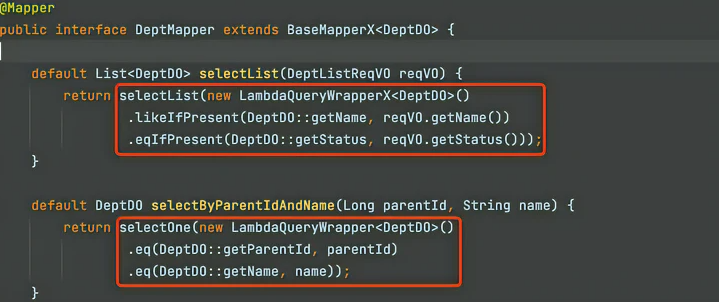 @Mapper
public interface DeptMapper extends BaseMapperX<DeptDO> {
default List<DeptDO> selectList(DeptListReqVO reqVO) {
return selectList(new LambdaQueryWrapperX<DeptDO>()
.likeIfPresent(DeptDO::getName, reqVO.getName())
.eqIfPresent(DeptDO::getStatus, reqVO.getStatus()));
}
default DeptDO selectByParentIdAndName(Long parentId, String name) {
return selectOne(new LambdaQueryWrapper<DeptDO>()
.eq(DeptDO::getParentId, parentId)
.eq(DeptDO::getName, name));
}